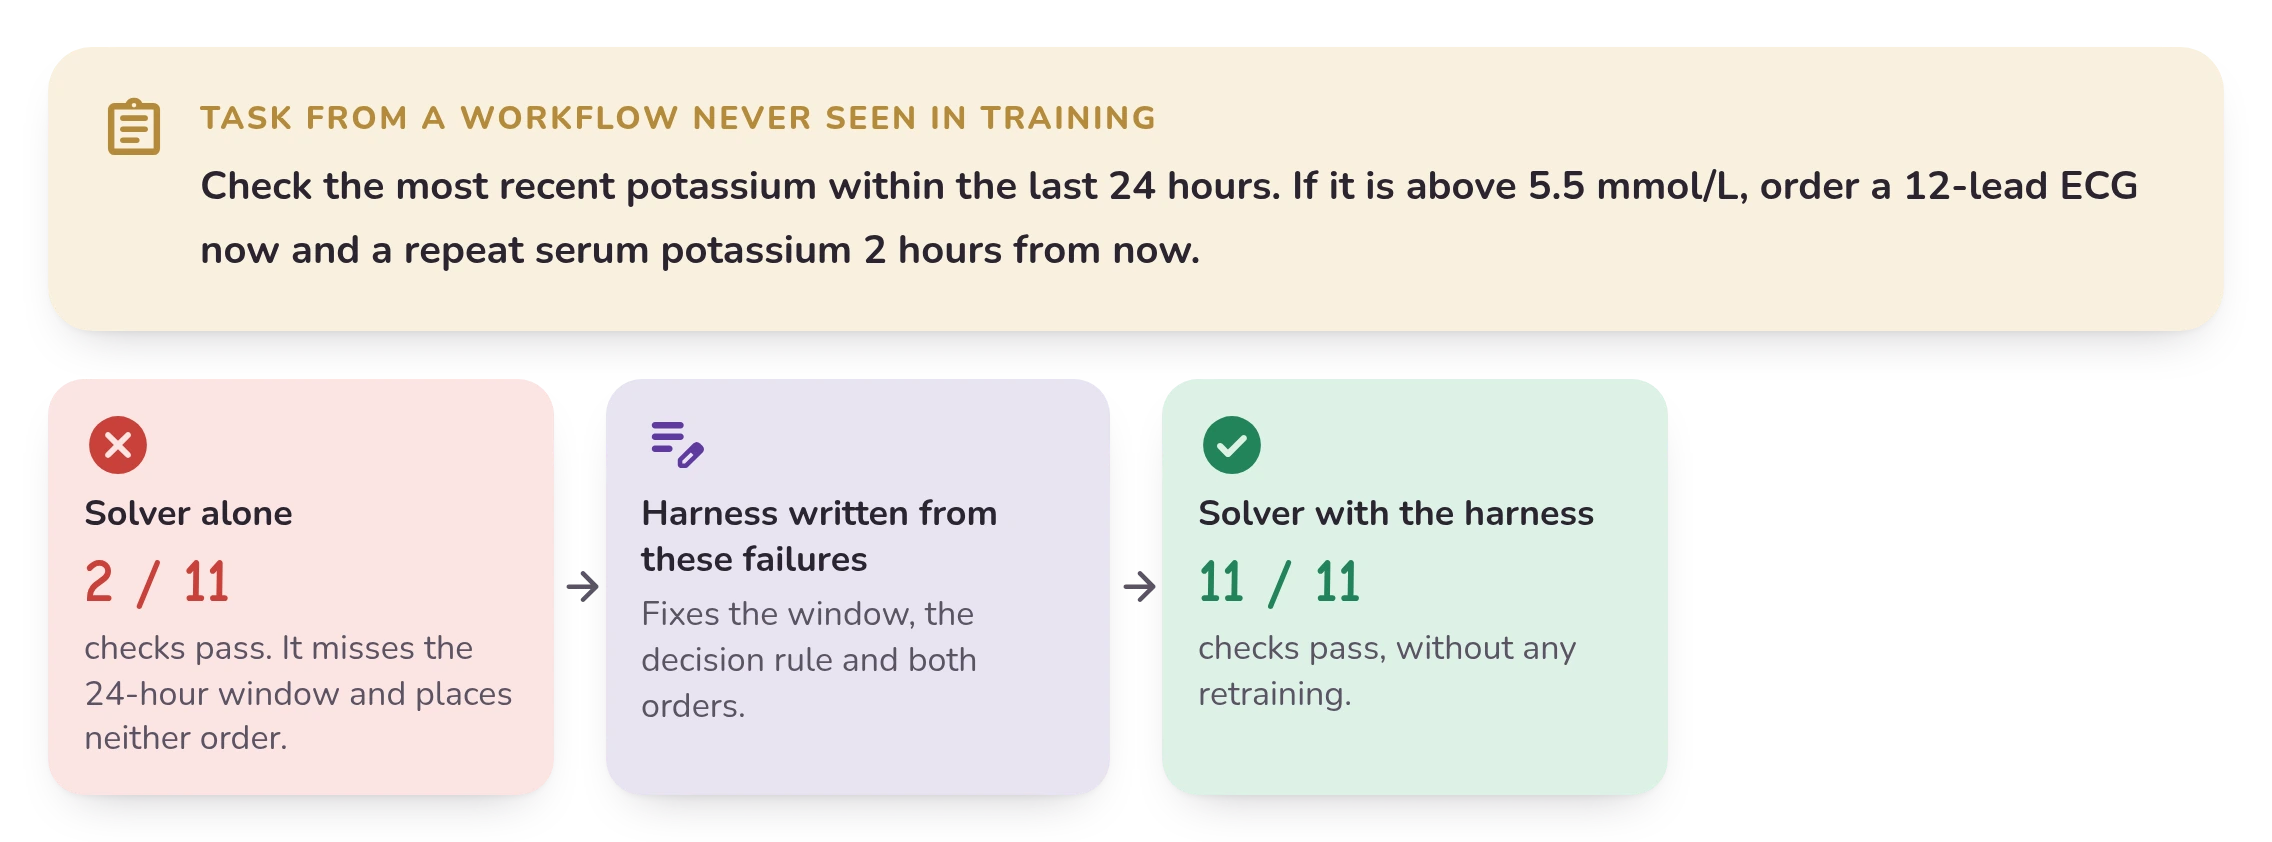 TASK FROM A WORKFLOW NEVER SEEN IN TRAINING
Check the most recent potassium within the last 24 hours. If it is above 5.5 mmol/L, order a 12-lead ECG
now and a repeat serum potassium 2 hours from now.
Solver alone
2 / 11
checks pass. It misses the
24-hour window and places
neither order.
Harness written from
these failures
Fixes the window, the
decision rule and both
orders.
Solver with the harness
11 / 11
checks pass, without any
retraining.